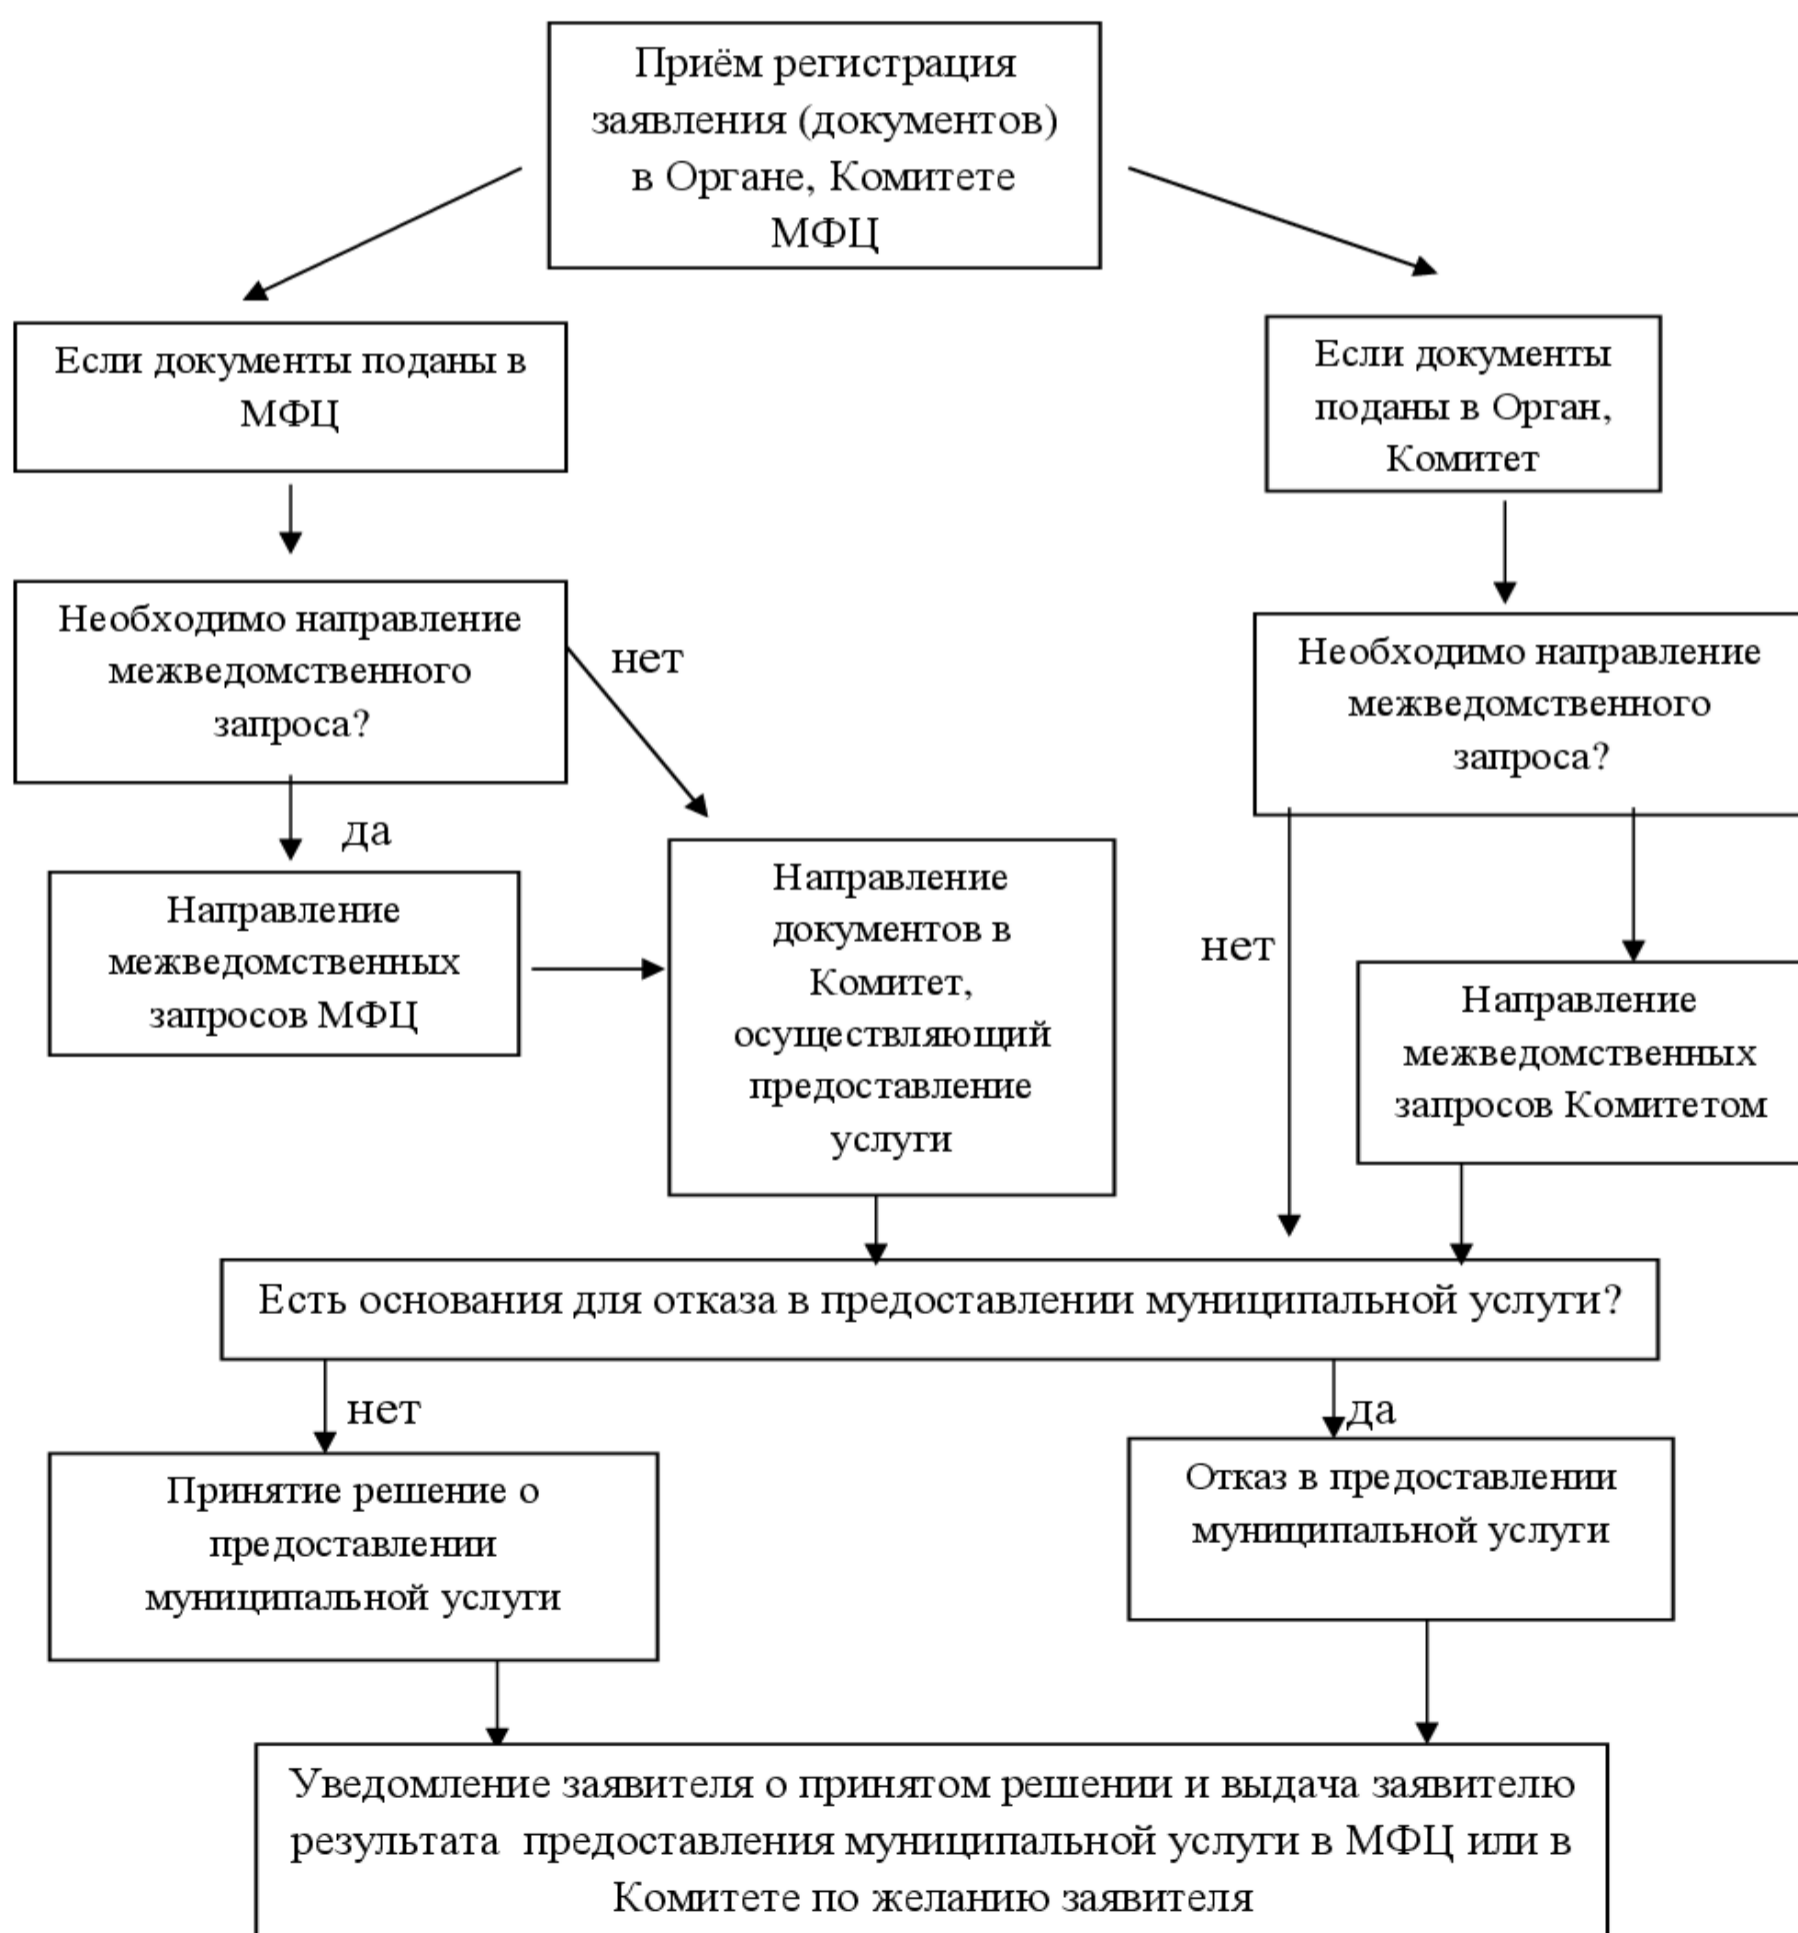 Приём регистрация
заявления (документов)
в Органе, Комитете
МФЦ
Если документы поданы в
МФЦ
Если документы
поданы в Орган,
Комитет
Необходимо направление
межведомственного
запроса?
нет
Необходимо направление
межведомственного
запроса?
да
Направление
межведомственных
запросов МФЦ
Направление
документов в
Комитет,
осуществляющий
предоставление
услуги
нет
Направление
межведомственных
запросов Комитетом
Есть основания для отказа в предоставлении муниципальной услуги?
нет
да
Принятие решение о
предоставлении
муниципальной услуги
Отказ в предоставлении
муниципальной услуги
Уведомление заявителя о принятом решении и выдача заявителю
результата предоставления муниципальной услуги в МФЦ или в
Комитете по желанию заявителя